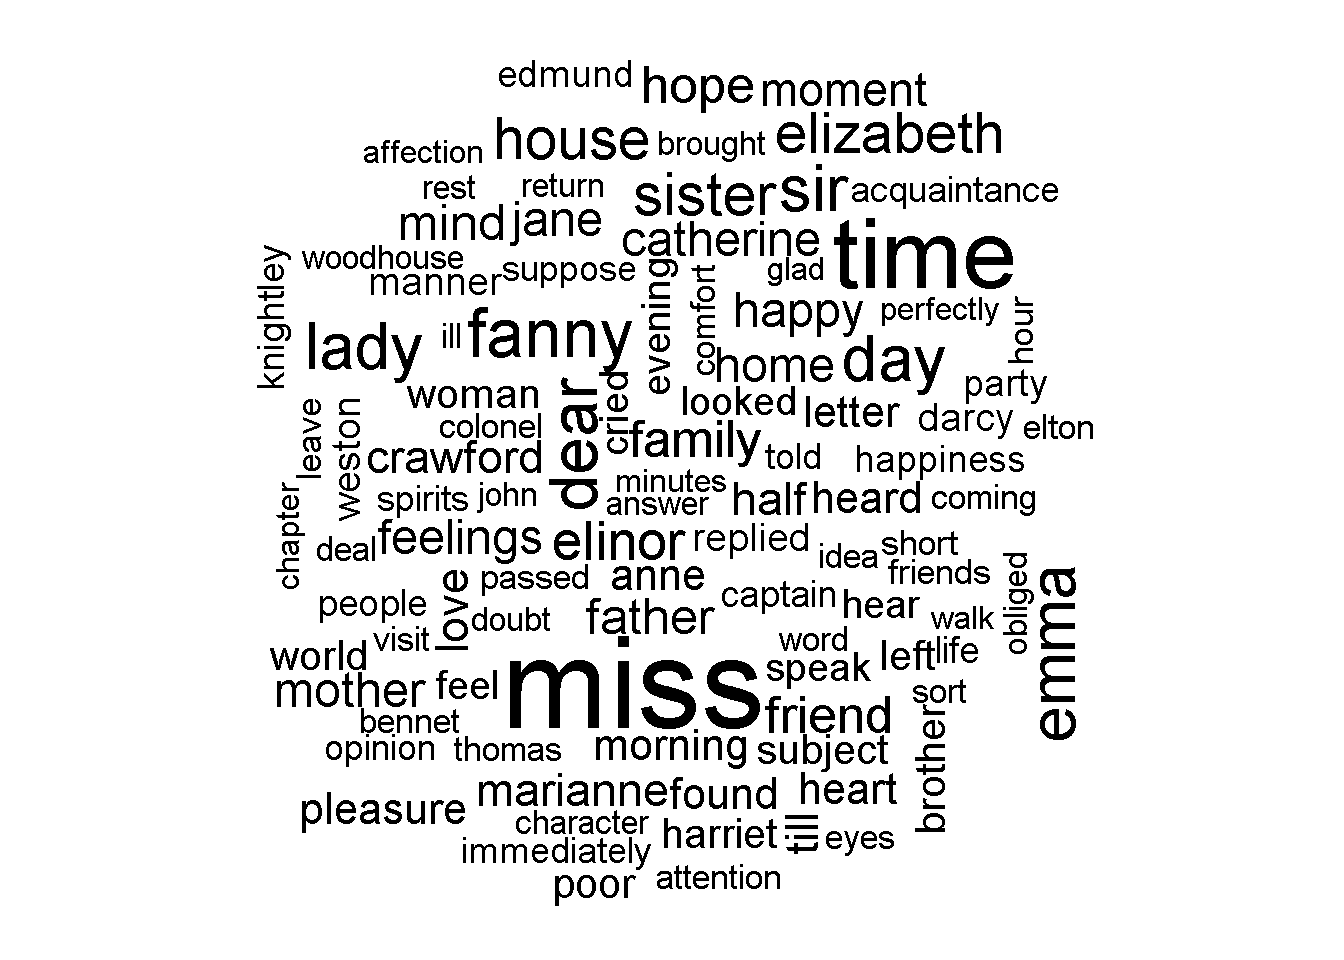 edmund hope moment
affection house brought elizabeth
rest return sister sir acquaintance
mind jane catherine time
woodhouse manner suppose evening comfort glad
knightley lady ill fanny happy perfectly hour
home day party
woman dear cried looked letter darcy elton
leave weston colonel crawford family told happiness
chapter spirits john minutes answer half heard coming
deal feelings elinor replied idea short
people love passed anne captain hear friends obliged emma
visit doubt father word walk
world mother feel miss speak left life
bennet friend sort brother
opinion thomas morning subject
pleasure marianne found heart
character harriet till eyes
immediately poor attention